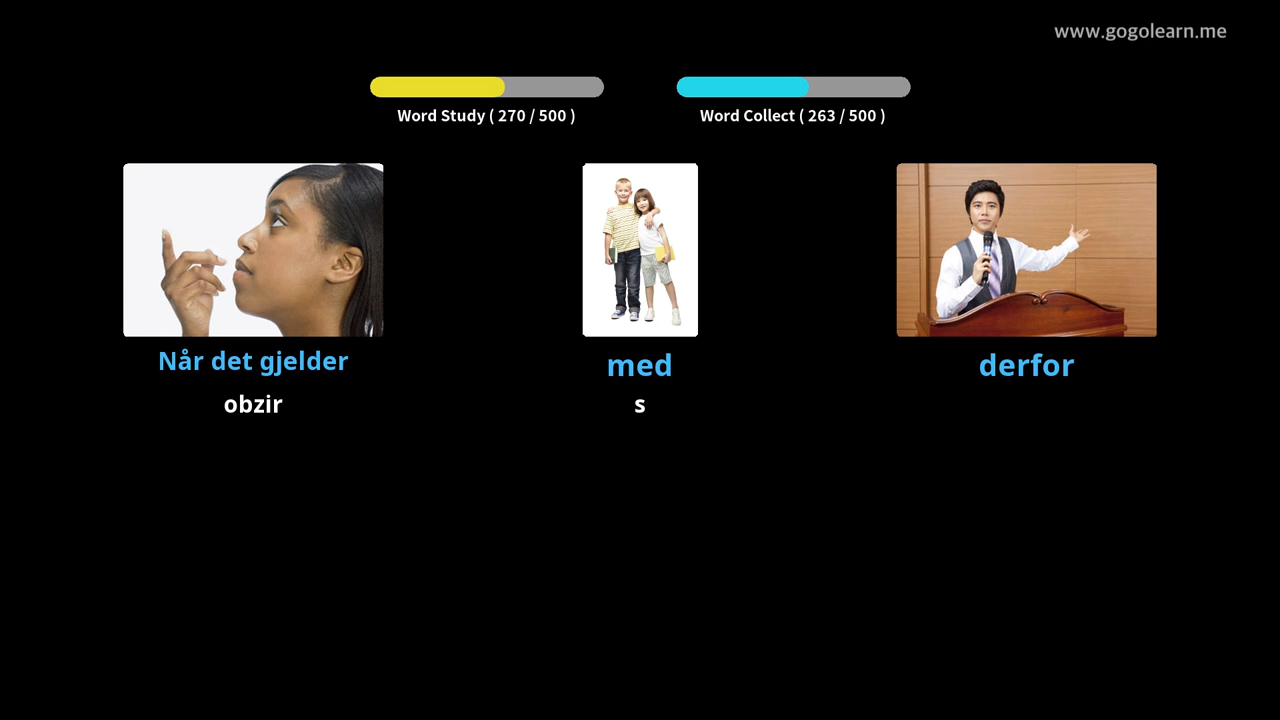 www.gogolearn.me
Word Study ( 270 / 500 )
Word Collect ( 263 / 500 )
Når det gjelder
med
derfor
obzir
s